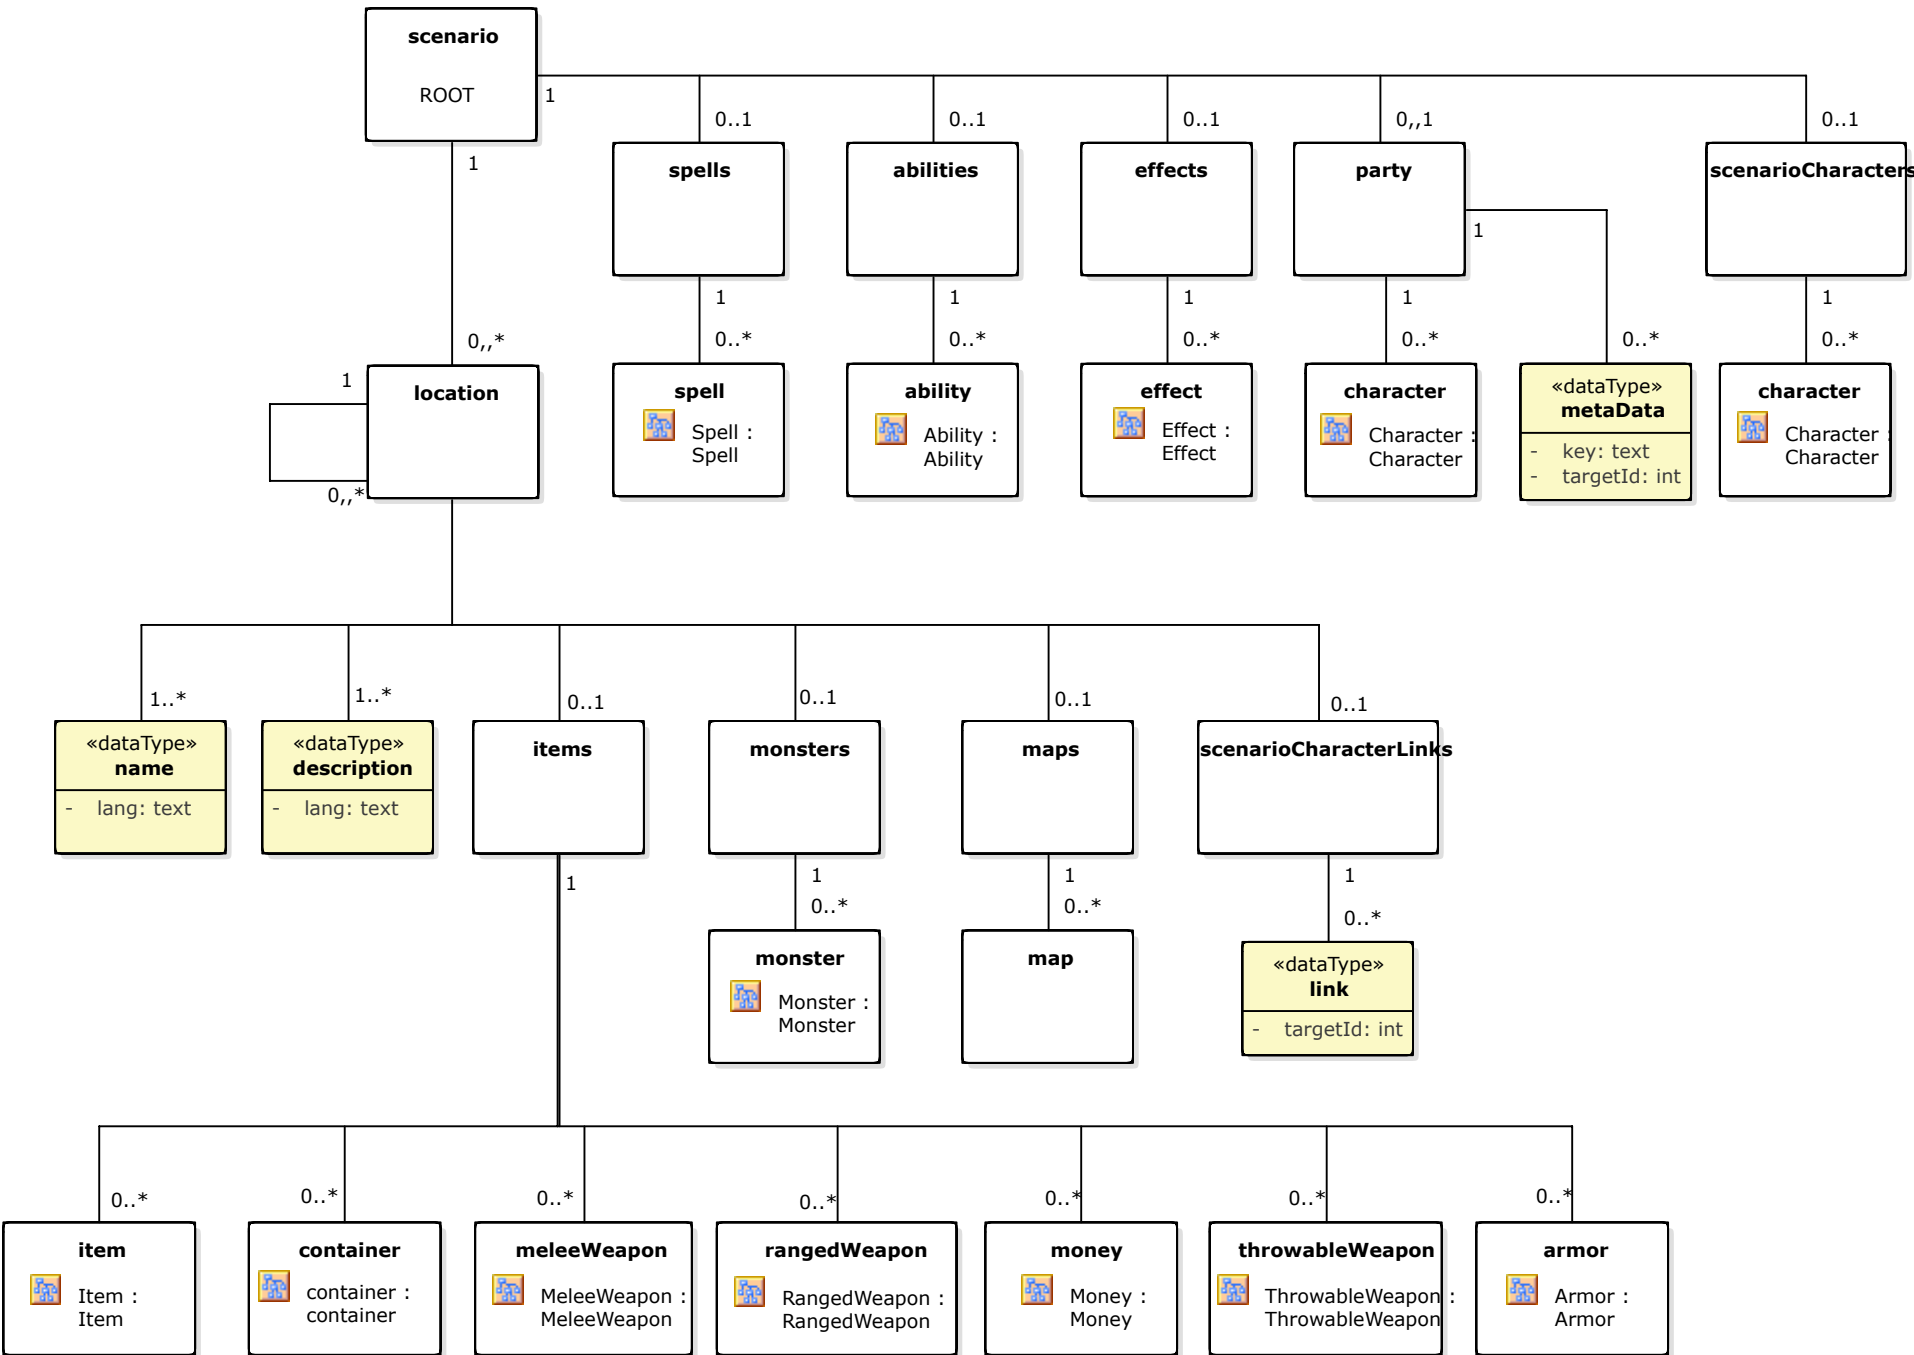 scenario
ROOT
1
1
0..1
0..1
0..1
0,,1
0..1
spells
abilities
effects
party
scenarioCharacters
1
1
1
1
1
1
0..*
0..*
0..*
0..*
0..*
0..*
0,,*
1
0,,*
location
spell
Spell :
Spell
ability
Ability :
Ability
effect
Effect :
Effect
character
Character :
Character
«dataType»
metaData
- key: text
- targetId: int
character
Character :
Character
1..*
1..*
0..1
0..1
0..1
0..1
«dataType»
name
- lang: text
«dataType»
description
- lang: text
items
monsters
maps
scenarioCharacterLinks
1
1
1
1
0..*
0..*
0..*
monster
Monster :
Monster
map
«dataType»
link
- targetId: int
0..*
0..*
0..*
0..*
0..*
0..*
0..*
item
Item :
Item
container
container :
container
meleeWeapon
MeleeWeapon :
MeleeWeapon
rangedWeapon
RangedWeapon :
RangedWeapon
money
Money :
Money
throwableWeapon
ThrowableWeapon :
ThrowableWeapon
armor
Armor :
Armor